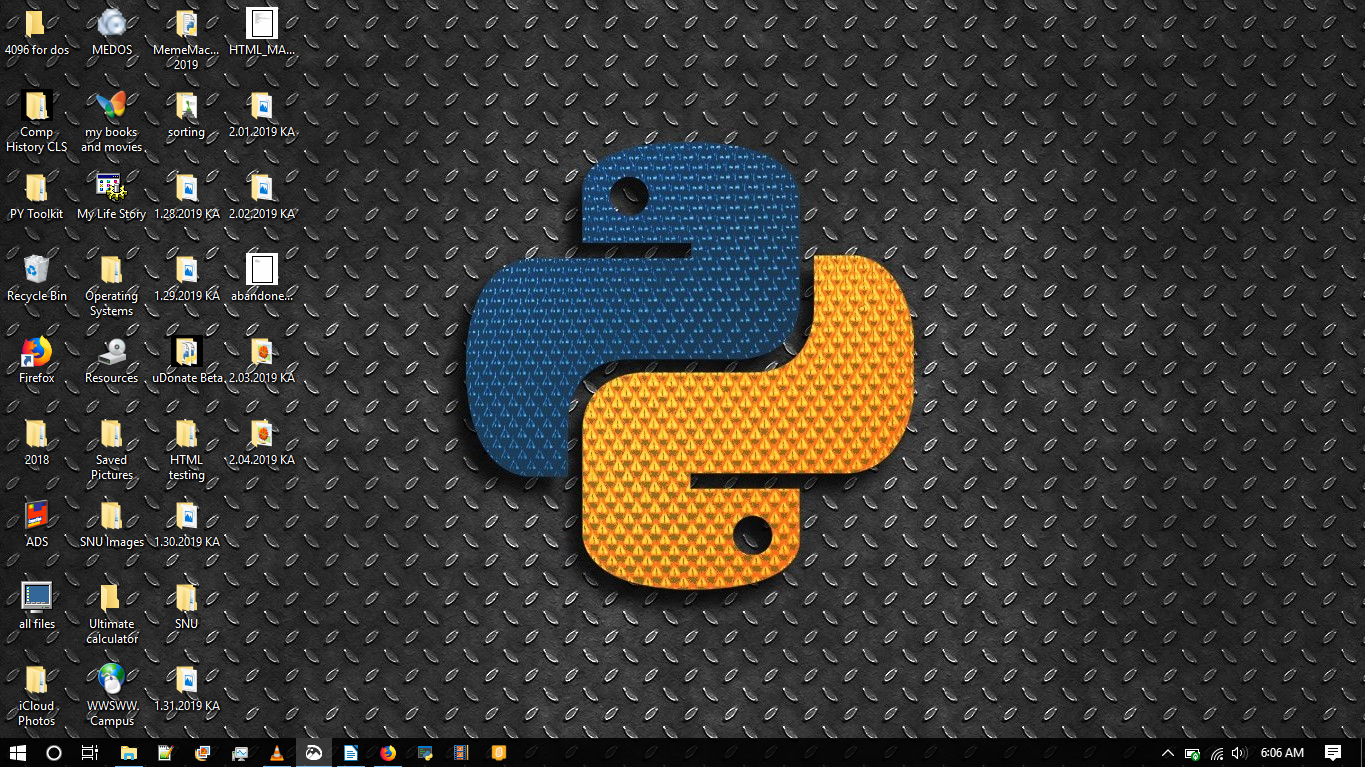 4096 for dos
MEDOS
MemeMac...
2019
HTML_MA...
Comp
History CLS
my books
and movies
sorting
2.01.2019 KA
PY Toolkit
My Life Story
1.28.2019 KA
2.02.2019 KA
Recycle Bin
Operating
Systems
1.29.2019 KA
abandone...
Firefox
Resources
uDonate Beta
2.03.2019 KA
2018
Saved
Pictures
HTML
testing
2.04.2019 KA
ADS
SNU Images
1.30.2019 KA
all files
Ultimate
calculator
SNU
iCloud
Photos
WWSWW.
Campus
1.31.2019 KA
6:06 AM